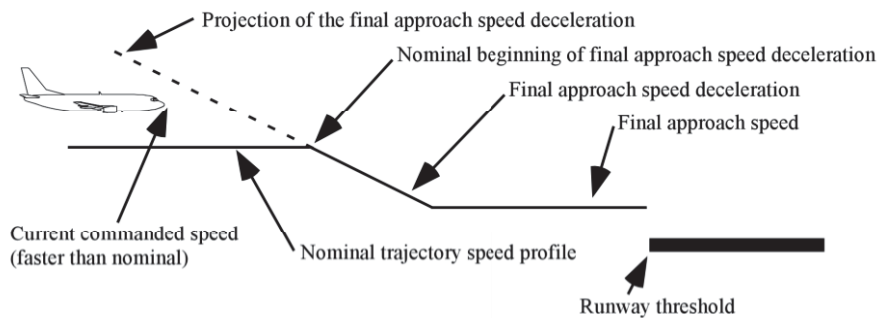 Projection of the final approach speed deceleration
Nominal beginning of final approach speed deceleration
Final approach speed deceleration
Final approach speed
Current commanded speed
(faster than nominal)
Nominal trajectory speed profile
Runway threshold